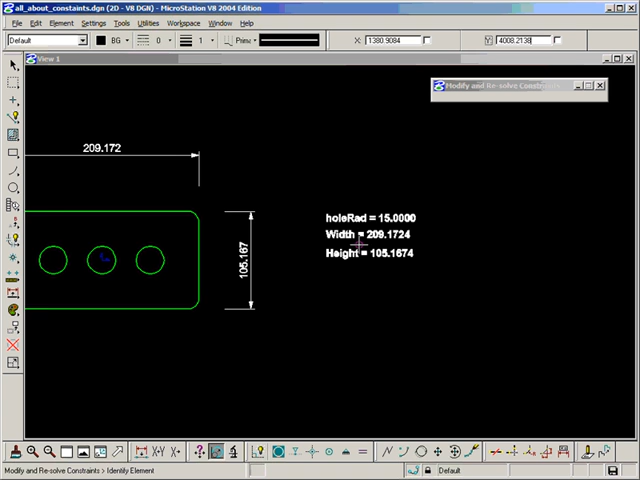 all_about_constaints.dgn (2D - V8 DGN) - MicroStation V8 2004 Edition
File Edit Element Settings Tools Utilities Workspace Window Help
Default BG 0 1 Prima X: 1380.9084 Y: 4008.2138
View 1
Modify and Re-solve Constraints
209.172
105.167
holeRad = 15.0000
Width = 209.1724
Height = 105.1674
X-Y X-Y
Modify and Re-solve Constraints > Identify Element
Default